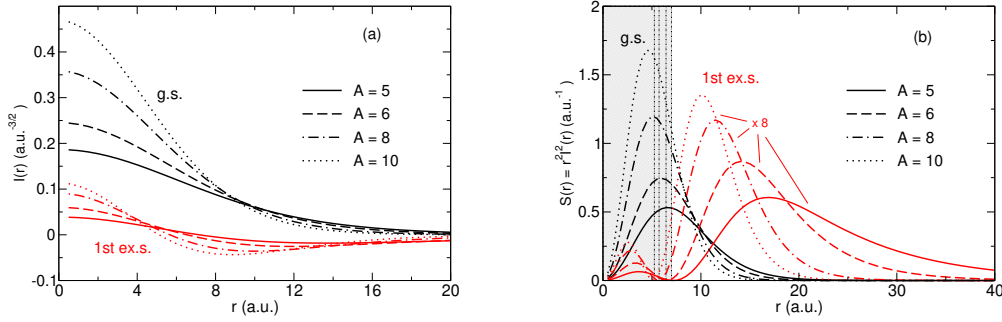 (a)
g.s.
A = 5
A = 6
A = 8
A = 10
1st ex.s.
I(r) (a.u.⁻³/²)
0.4
0.3
0.2
0.1
0
-0.1
0 4 8 12 16 20
r (a.u.)
(b)
g.s.
1st ex.s.
x 8
A = 5
A = 6
A = 8
A = 10
S(r) = r²I²(r) (a.u.⁻¹)
2
1.5
1
0.5
0
0 10 20 30 40
r (a.u.)